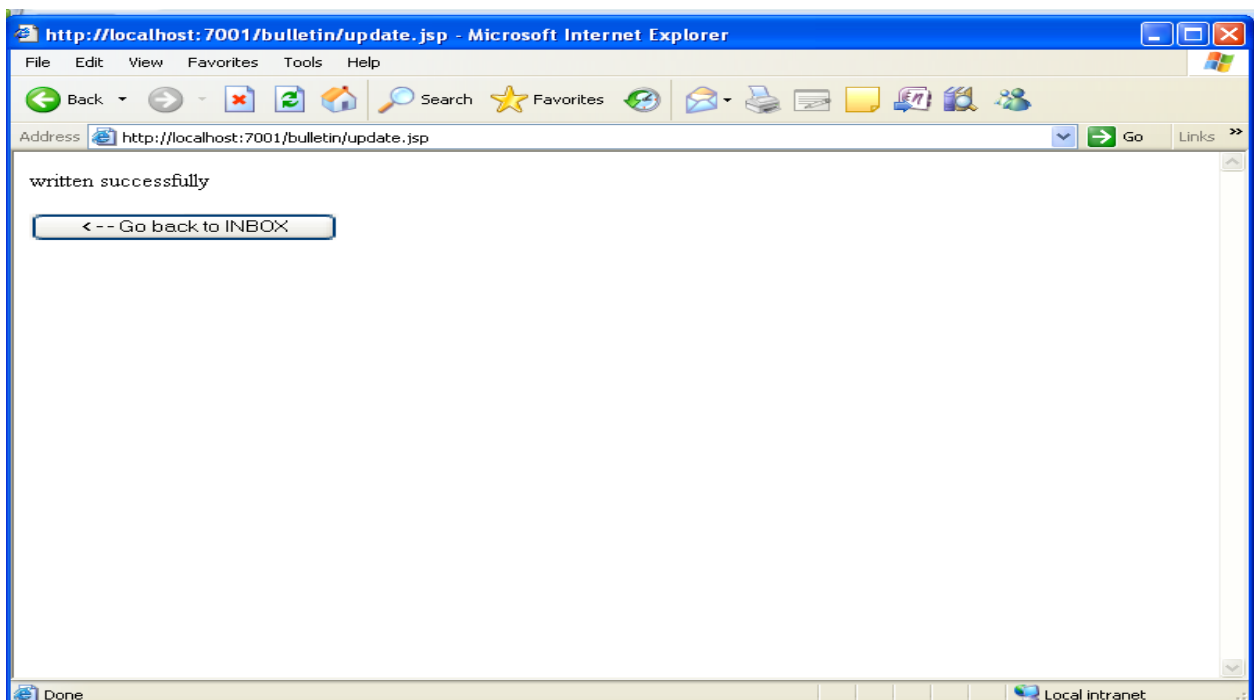 http://localhost:7001/bulletin/update.jsp - Microsoft Internet Explorer
File Edit View Favorites Tools Help
Back Search Favorites
Address http://localhost:7001/bulletin/update.jsp Go Links »
written successfully
<-- Go back to INBOX
Done Local intranet